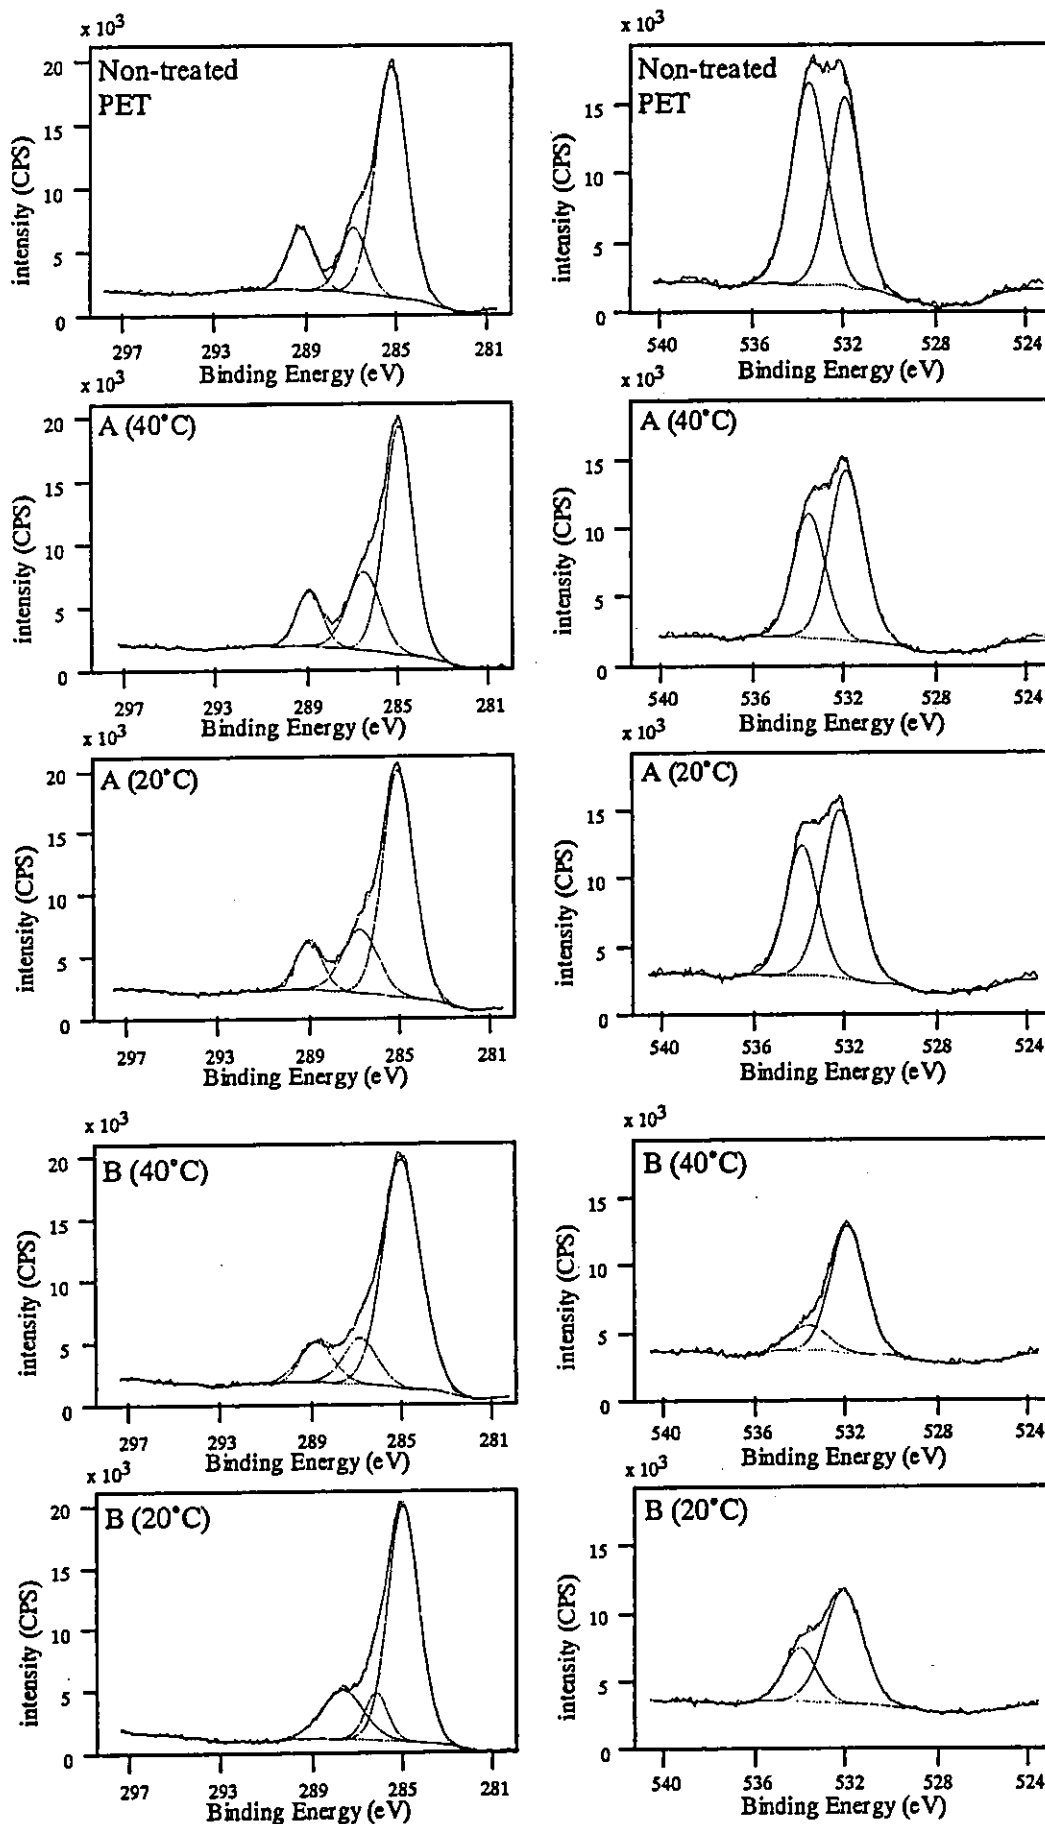 x 10³
Non-treated
PET
20
15
10
5
0
intensity (CPS)
297 293 289 285 281
Binding Energy (eV)
x 10³
Non-treated
PET
15
10
5
0
intensity (CPS)
540 536 532 528 524
Binding Energy (eV)
x 10³
A (40°C)
20
15
10
5
0
intensity (CPS)
297 293 289 285 281
Binding Energy (eV)
x 10³
A (40°C)
15
10
5
0
intensity (CPS)
540 536 532 528 524
Binding Energy (eV)
x 10³
A (20°C)
20
15
10
5
0
intensity (CPS)
297 293 289 285 281
Binding Energy (eV)
x 10³
A (20°C)
15
10
5
0
intensity (CPS)
540 536 532 528 524
Binding Energy (eV)
x 10³
B (40°C)
20
15
10
5
0
intensity (CPS)
297 293 289 285 281
Binding Energy (eV)
x 10³
B (40°C)
15
10
5
0
intensity (CPS)
540 536 532 528 524
Binding Energy (eV)
x 10³
B (20°C)
20
15
10
5
0
intensity (CPS)
297 293 289 285 281
Binding Energy (eV)
x 10³
B (20°C)
15
10
5
0
intensity (CPS)
540 536 532 528 524
Binding Energy (eV)